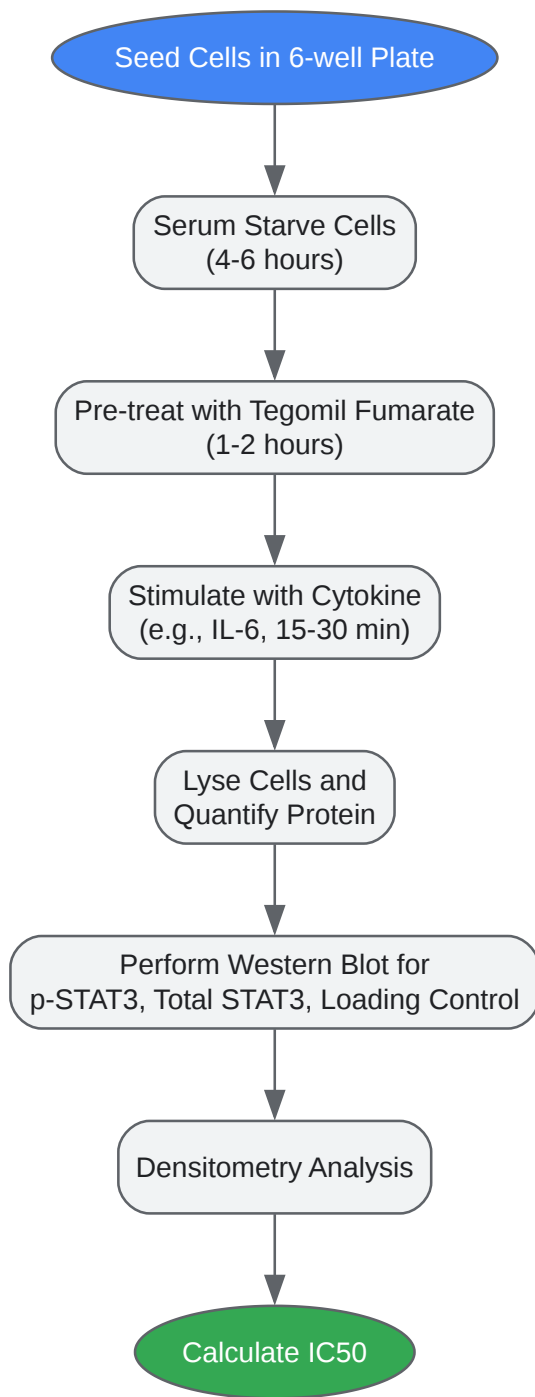 Seed Cells in 6-well Plate
Serum Starve Cells
(4-6 hours)
Pre-treat with Tegomil Fumarate
(1-2 hours)
Stimulate with Cytokine
(e.g., IL-6, 15-30 min)
Lyse Cells and
Quantify Protein
Perform Western Blot for
p-STAT3, Total STAT3, Loading Control
Densitometry Analysis
Calculate IC50